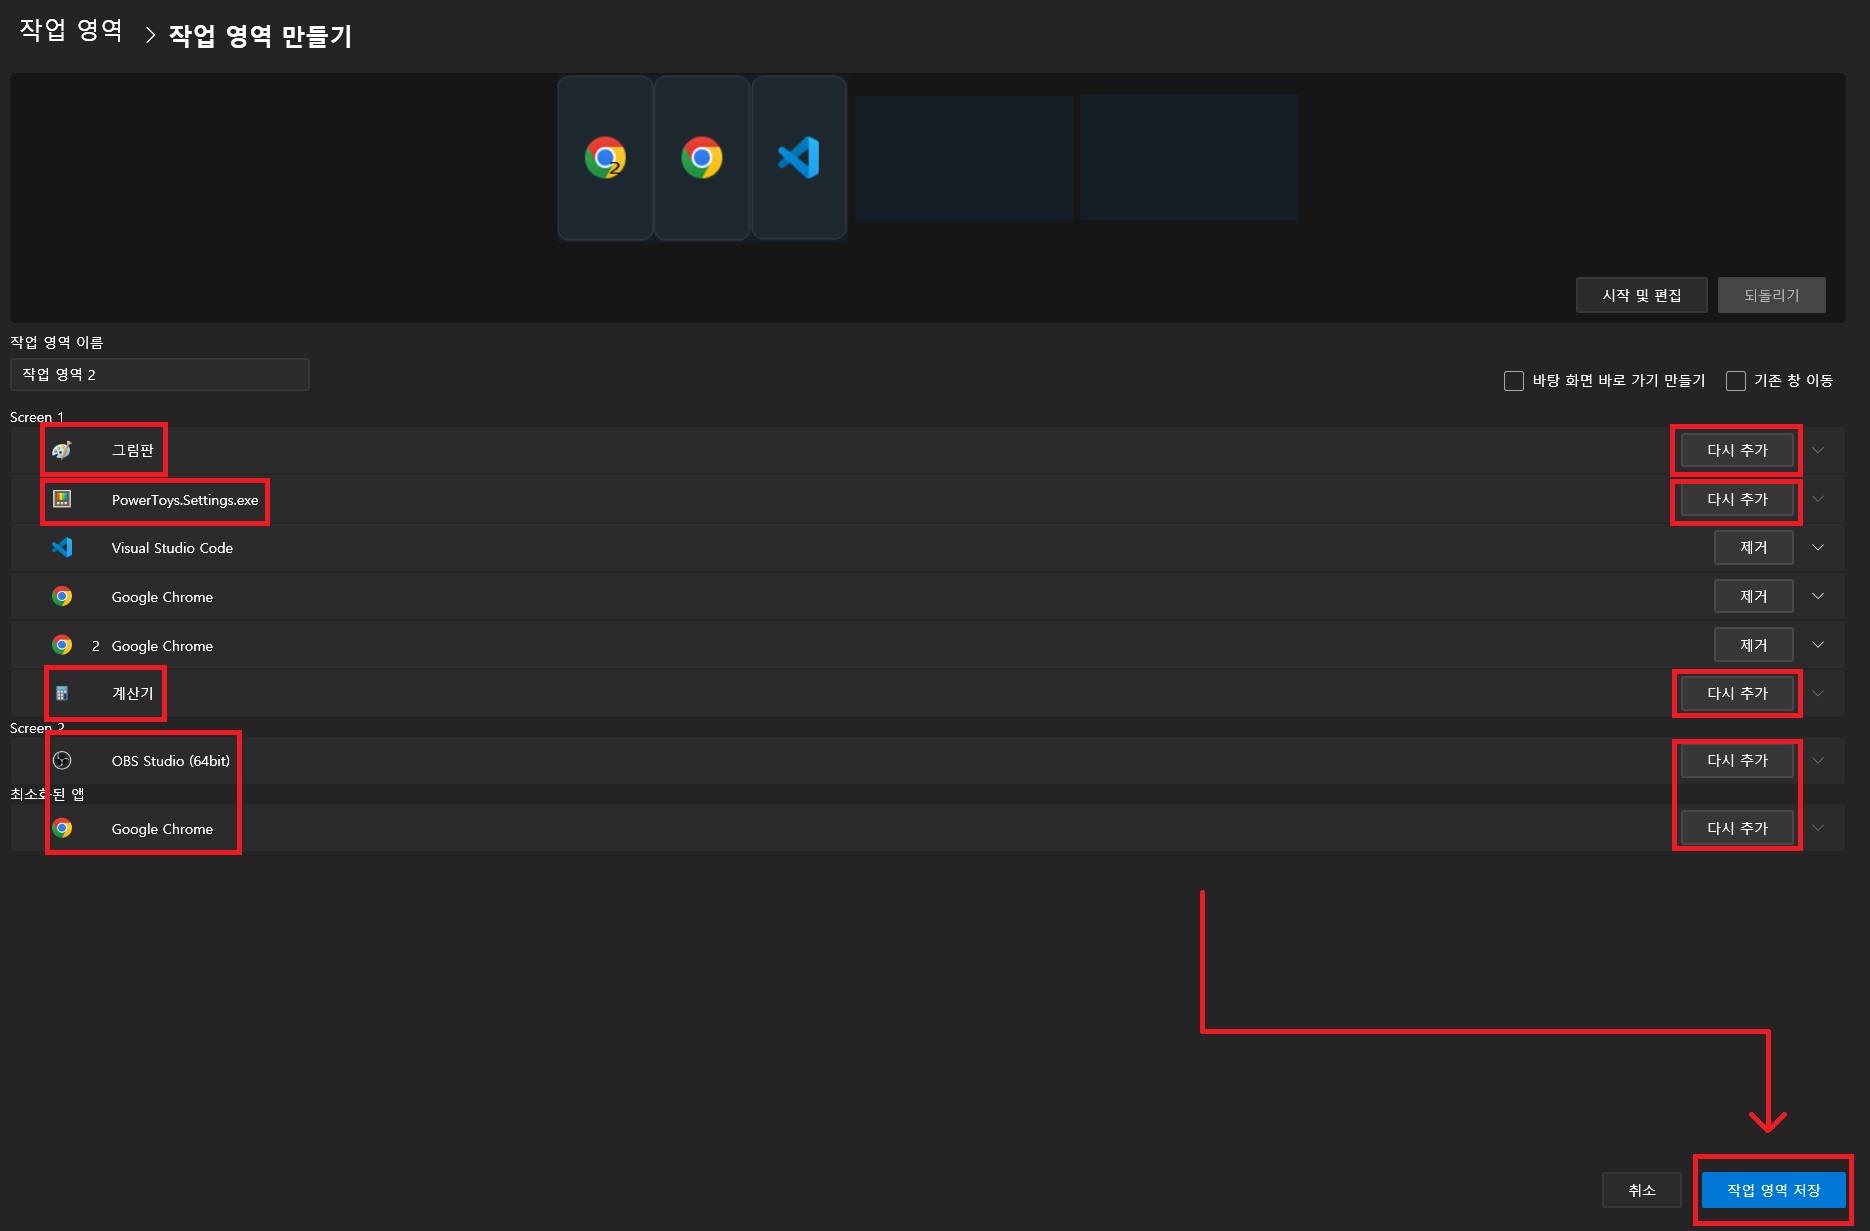 작업 영역 > 작업 영역 만들기
2
시작 및 편집 되돌리기
작업 영역 이름
작업 영역 2
바탕 화면 바로 가기 만들기 기존 창 이동
Screen 1
그림판 다시 추가
PowerToys.Settings.exe 다시 추가
Visual Studio Code 제거
Google Chrome 제거
2 Google Chrome 제거
계산기 다시 추가
Screen 2
OBS Studio (64bit) 다시 추가
최소화된 앱
Google Chrome 다시 추가
취소 작업 영역 저장